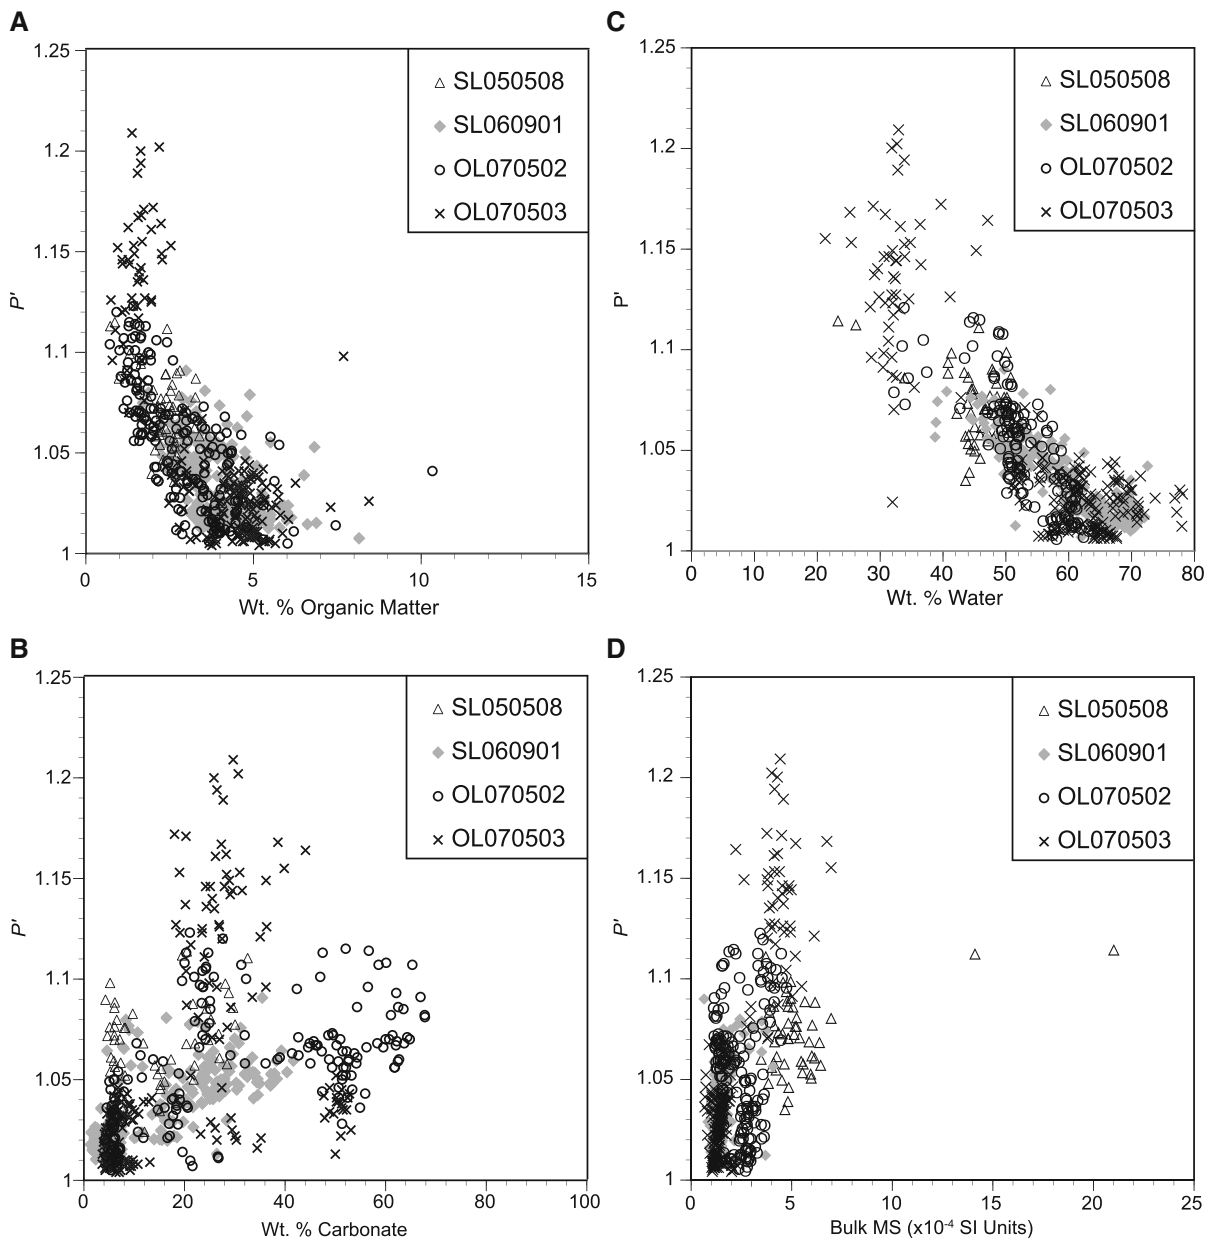 A
1.25
1.2
1.15
1.1
1.05
1
P'
0
5
10
15
Wt. % Organic Matter
SL050508
SL060901
OL070502
OL070503
C
1.25
1.2
1.15
1.1
1.05
1
P'
0
10
20
30
40
50
60
70
80
Wt. % Water
SL050508
SL060901
OL070502
OL070503
B
1.25
1.2
1.15
1.1
1.05
1
P'
0
20
40
60
80
100
Wt. % Carbonate
SL050508
SL060901
OL070502
OL070503
D
1.25
1.2
1.15
1.1
1.05
1
P'
0
5
10
15
20
25
Bulk MS (x10⁻⁴ SI Units)
SL050508
SL060901
OL070502
OL070503